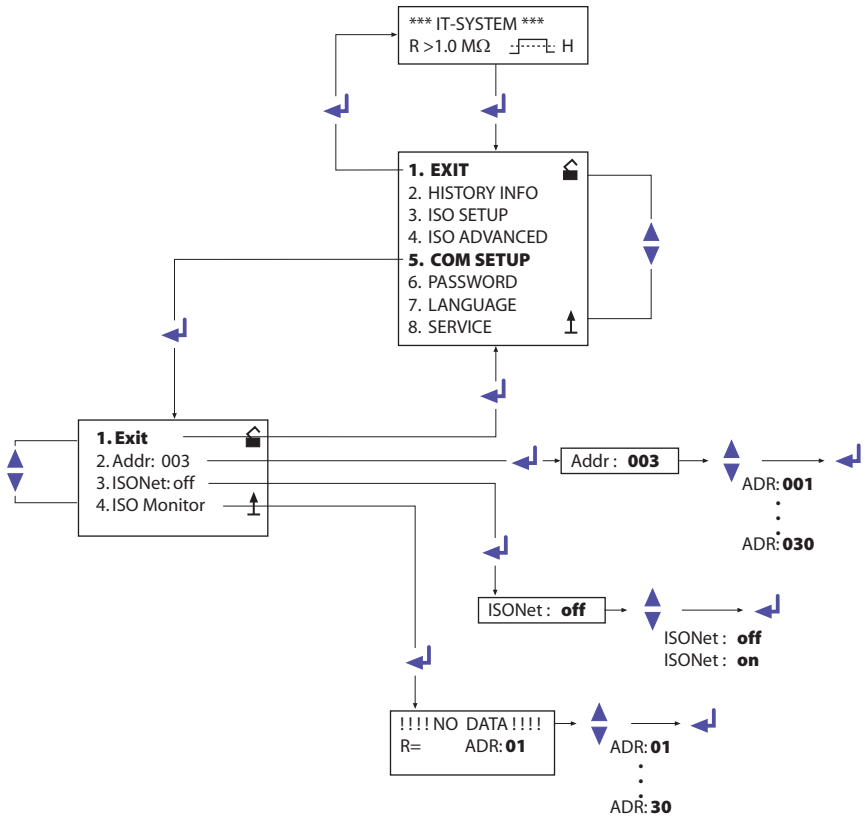 *** IT-SYSTEM ***
R >1.0 MΩ H
1. EXIT
2. HISTORY INFO
3. ISO SETUP
4. ISO ADVANCED
5. COM SETUP
6. PASSWORD
7. LANGUAGE
8. SERVICE
1. Exit
2. Addr: 003
3. ISONet: off
4. ISO Monitor
Addr : 003
ADR: 001
ADR: 030
ISONet : off
ISONet : off
ISONet : on
!!!! NO DATA !!!!
R= ADR: 01
ADR: 01
ADR: 30